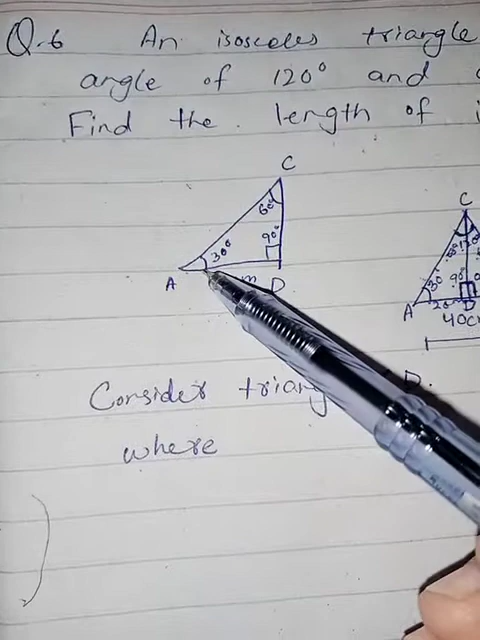 Q.6 An isosceles triangle
angle of 120° and
Find the length of
C
60°
90°
30°
A
m
D
C
30°
90°
A
D
40c
Consider triang
D.
where